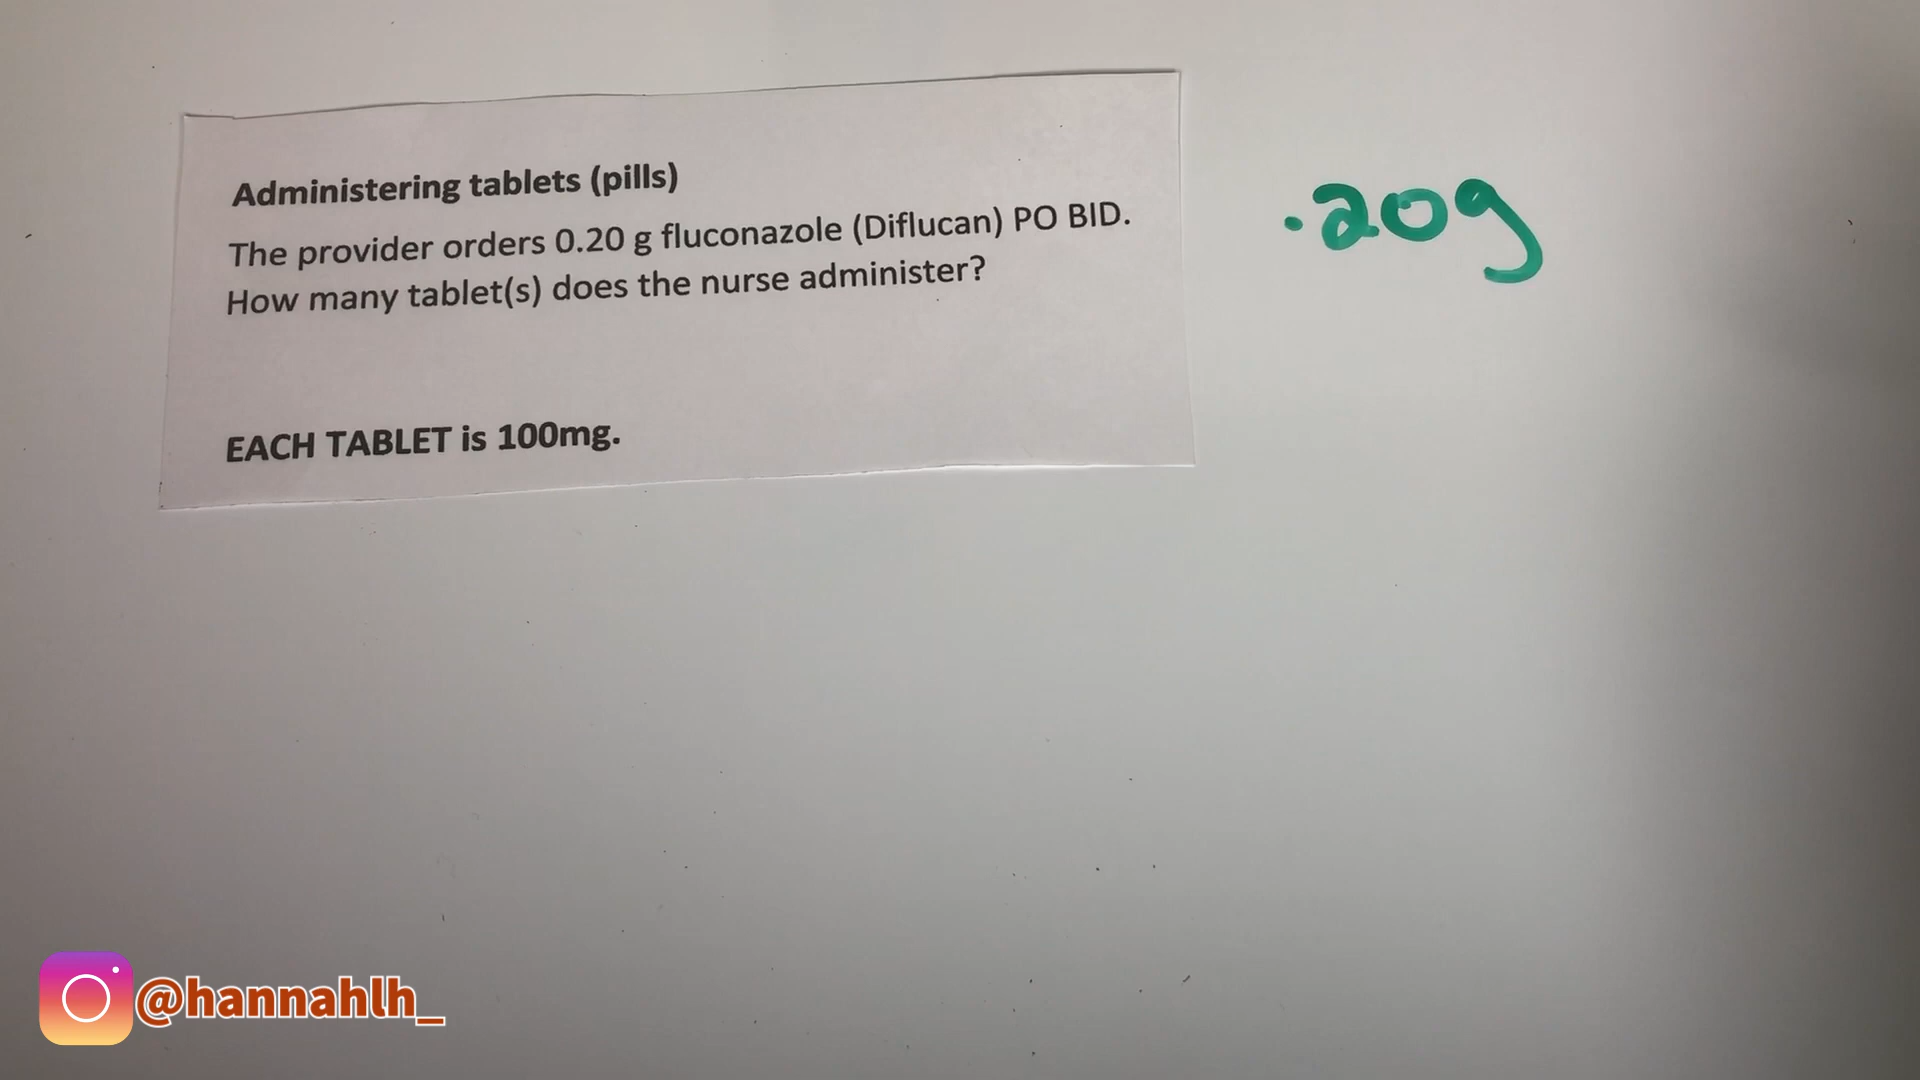 Administering tablets (pills)
The provider orders 0.20 g fluconazole (Diflucan) PO BID.
How many tablet(s) does the nurse administer?
EACH TABLET is 100mg.
.20g
@hannahlh_